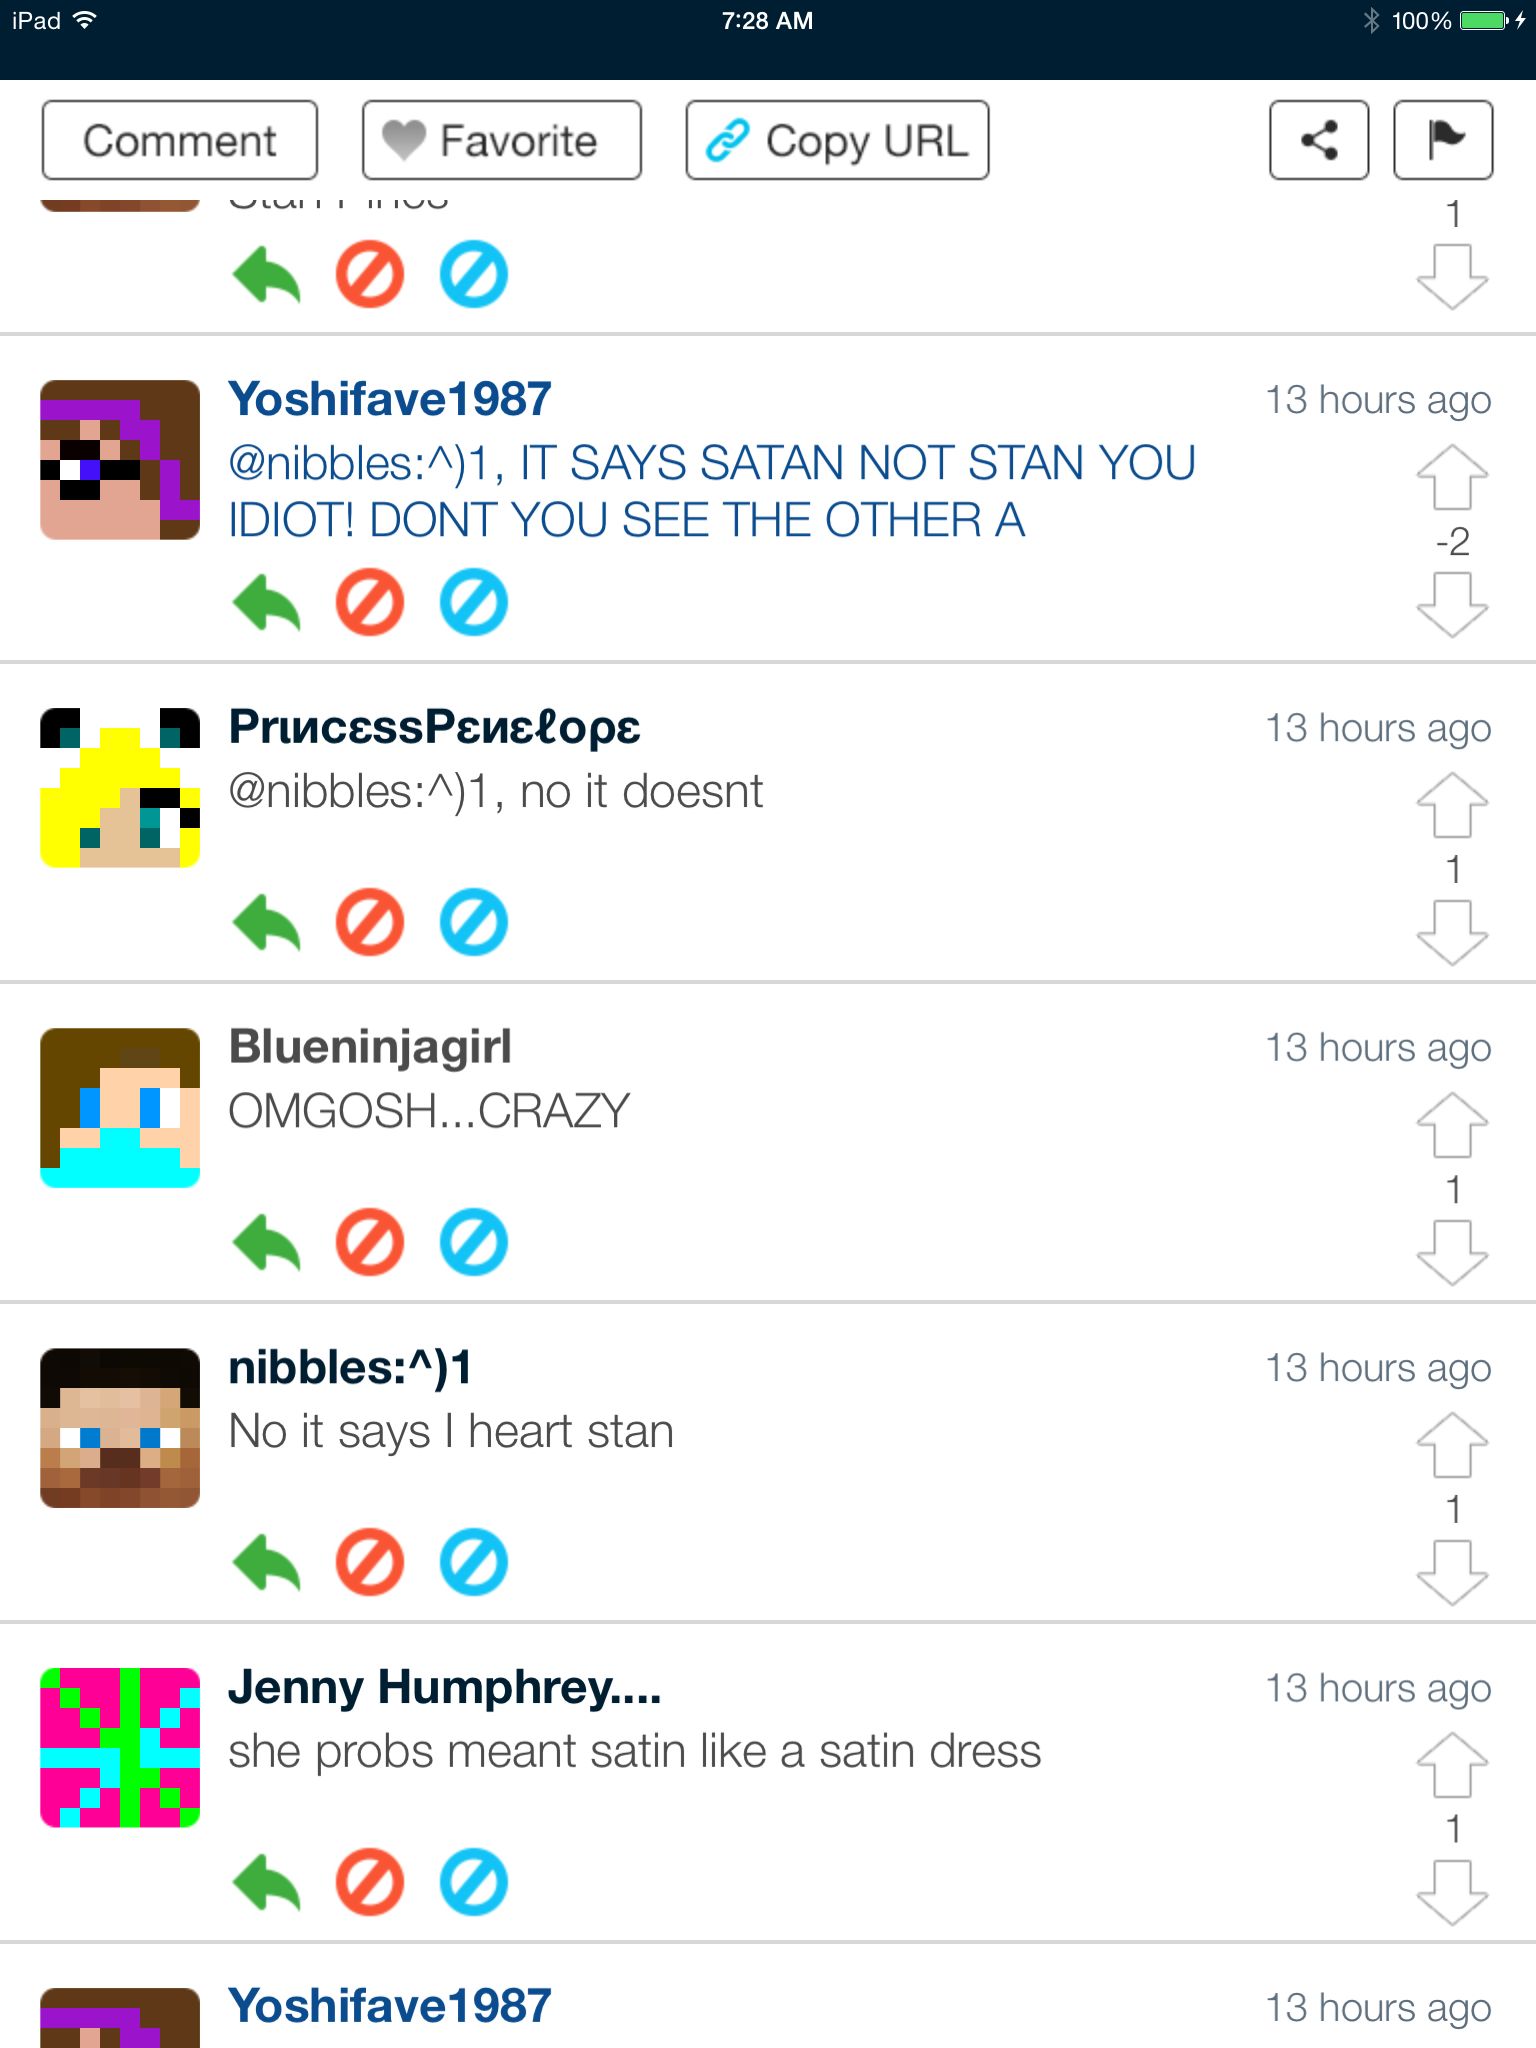 iPad 7:28 AM 100%
Comment Favorite Copy URL
Stan Pines
1
Yoshifave1987 13 hours ago
@nibbles:^)1, IT SAYS SATAN NOT STAN YOU
IDIOT! DONT YOU SEE THE OTHER A
-2
PrιиcɛssPɛиɛℓoρɛ 13 hours ago
@nibbles:^)1, no it doesnt
1
Blueninjagirl 13 hours ago
OMGOSH...CRAZY
1
nibbles:^)1 13 hours ago
No it says I heart stan
1
Jenny Humphrey.... 13 hours ago
she probs meant satin like a satin dress
1
Yoshifave1987 13 hours ago